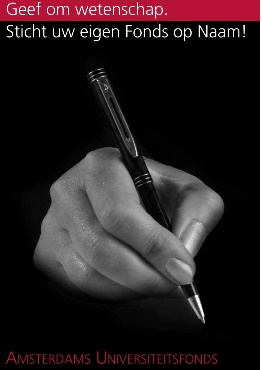 Geef om wetenschap.
Sticht uw eigen Fonds op Naam!
Amsterdams Universiteitsfonds